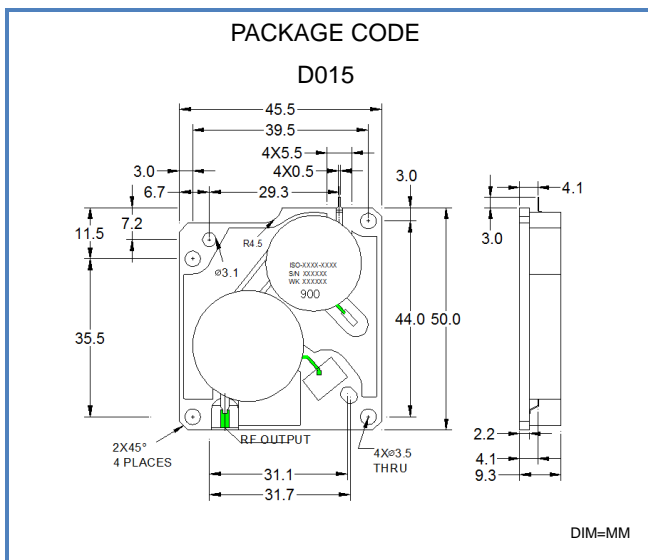 PACKAGE CODE
D015
45.5
39.5
4X5.5
3.0
4X0.5
3.0
4.1
6.7
29.3
7.2
3.0
11.5
R4.5
⌀3.1
ISO-XXXX-XXXX
S/N XXXXXX
WK XXXXXX
900
35.5
44.0
50.0
2.2
2X45°
4 PLACES
RF OUTPUT
4X⌀3.5
THRU
4.1
31.1
9.3
31.7
DIM=MM